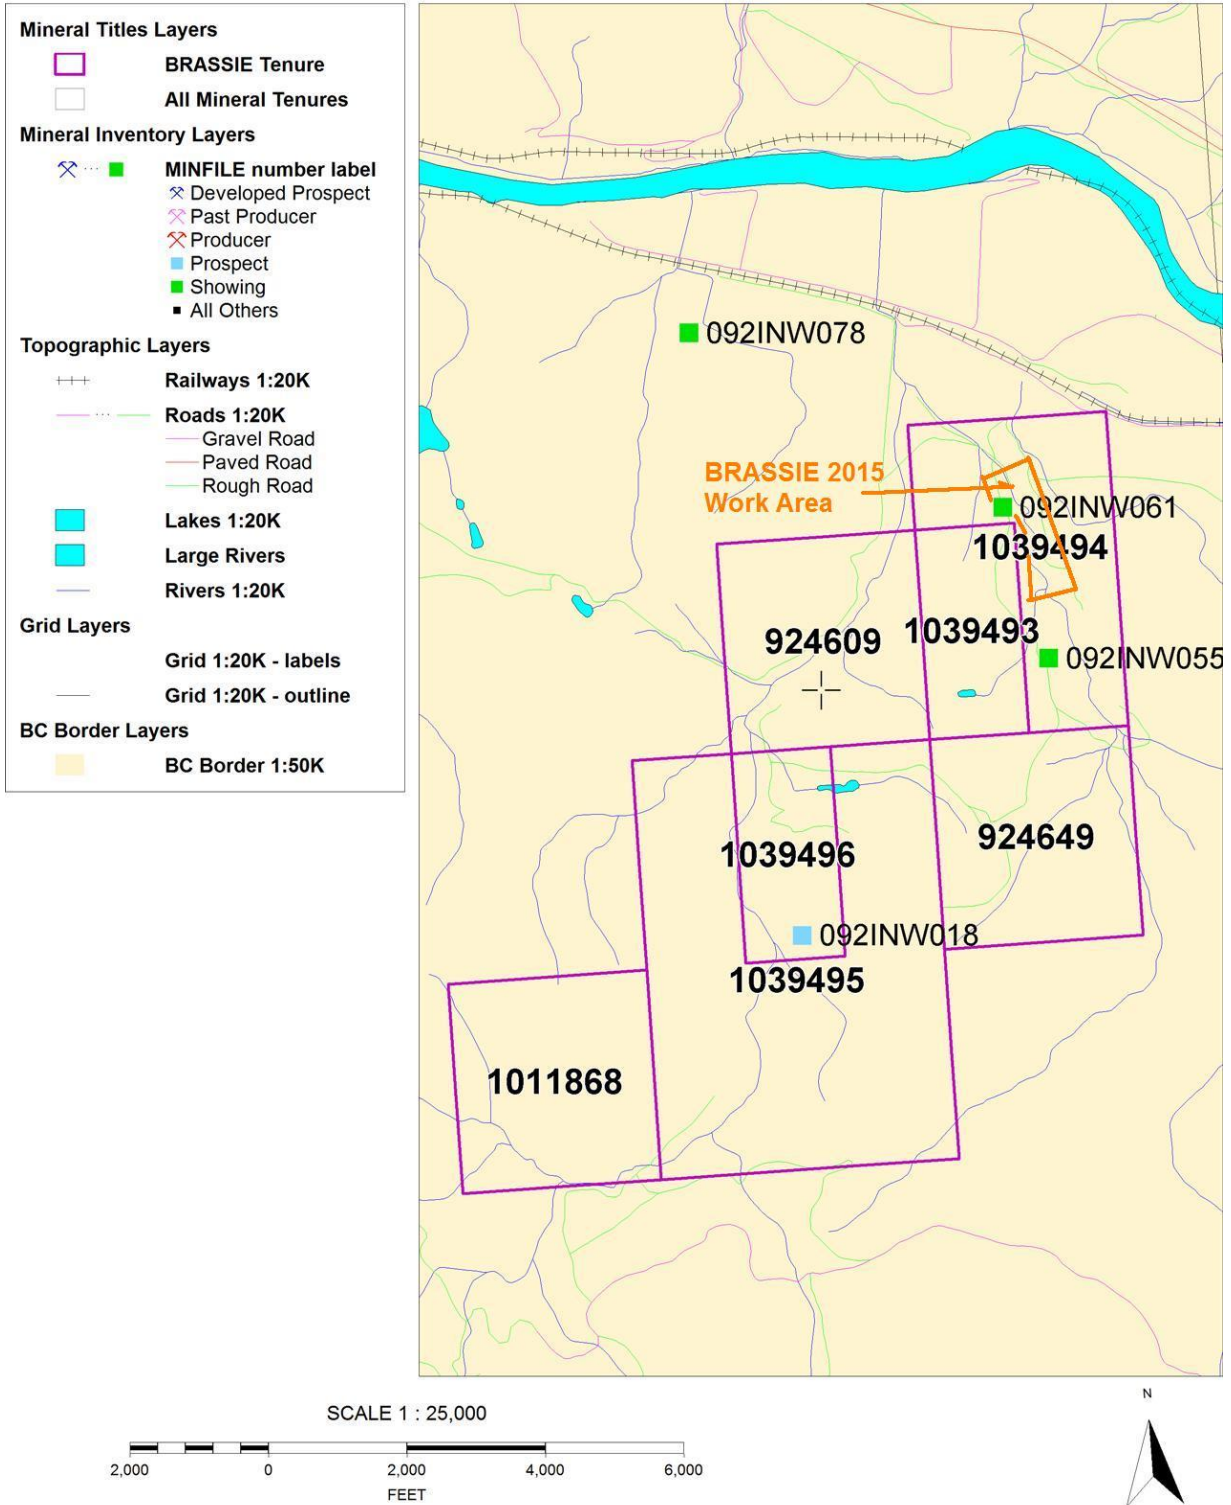 Mineral Titles Layers
BRASSIE Tenure
All Mineral Tenures
Mineral Inventory Layers
MINFILE number label
Developed Prospect
Past Producer
Producer
Prospect
Showing
All Others
Topographic Layers
Railways 1:20K
Roads 1:20K
Gravel Road
Paved Road
Rough Road
Lakes 1:20K
Large Rivers
Rivers 1:20K
Grid Layers
Grid 1:20K - labels
Grid 1:20K - outline
BC Border Layers
BC Border 1:50K
092INW078
BRASSIE 2015
Work Area
092INW061
1039494
924609
1039493
092INW055
1039496
924649
092INW018
1039495
1011868
SCALE 1 : 25,000
2,000 0 2,000 4,000 6,000
FEET
N